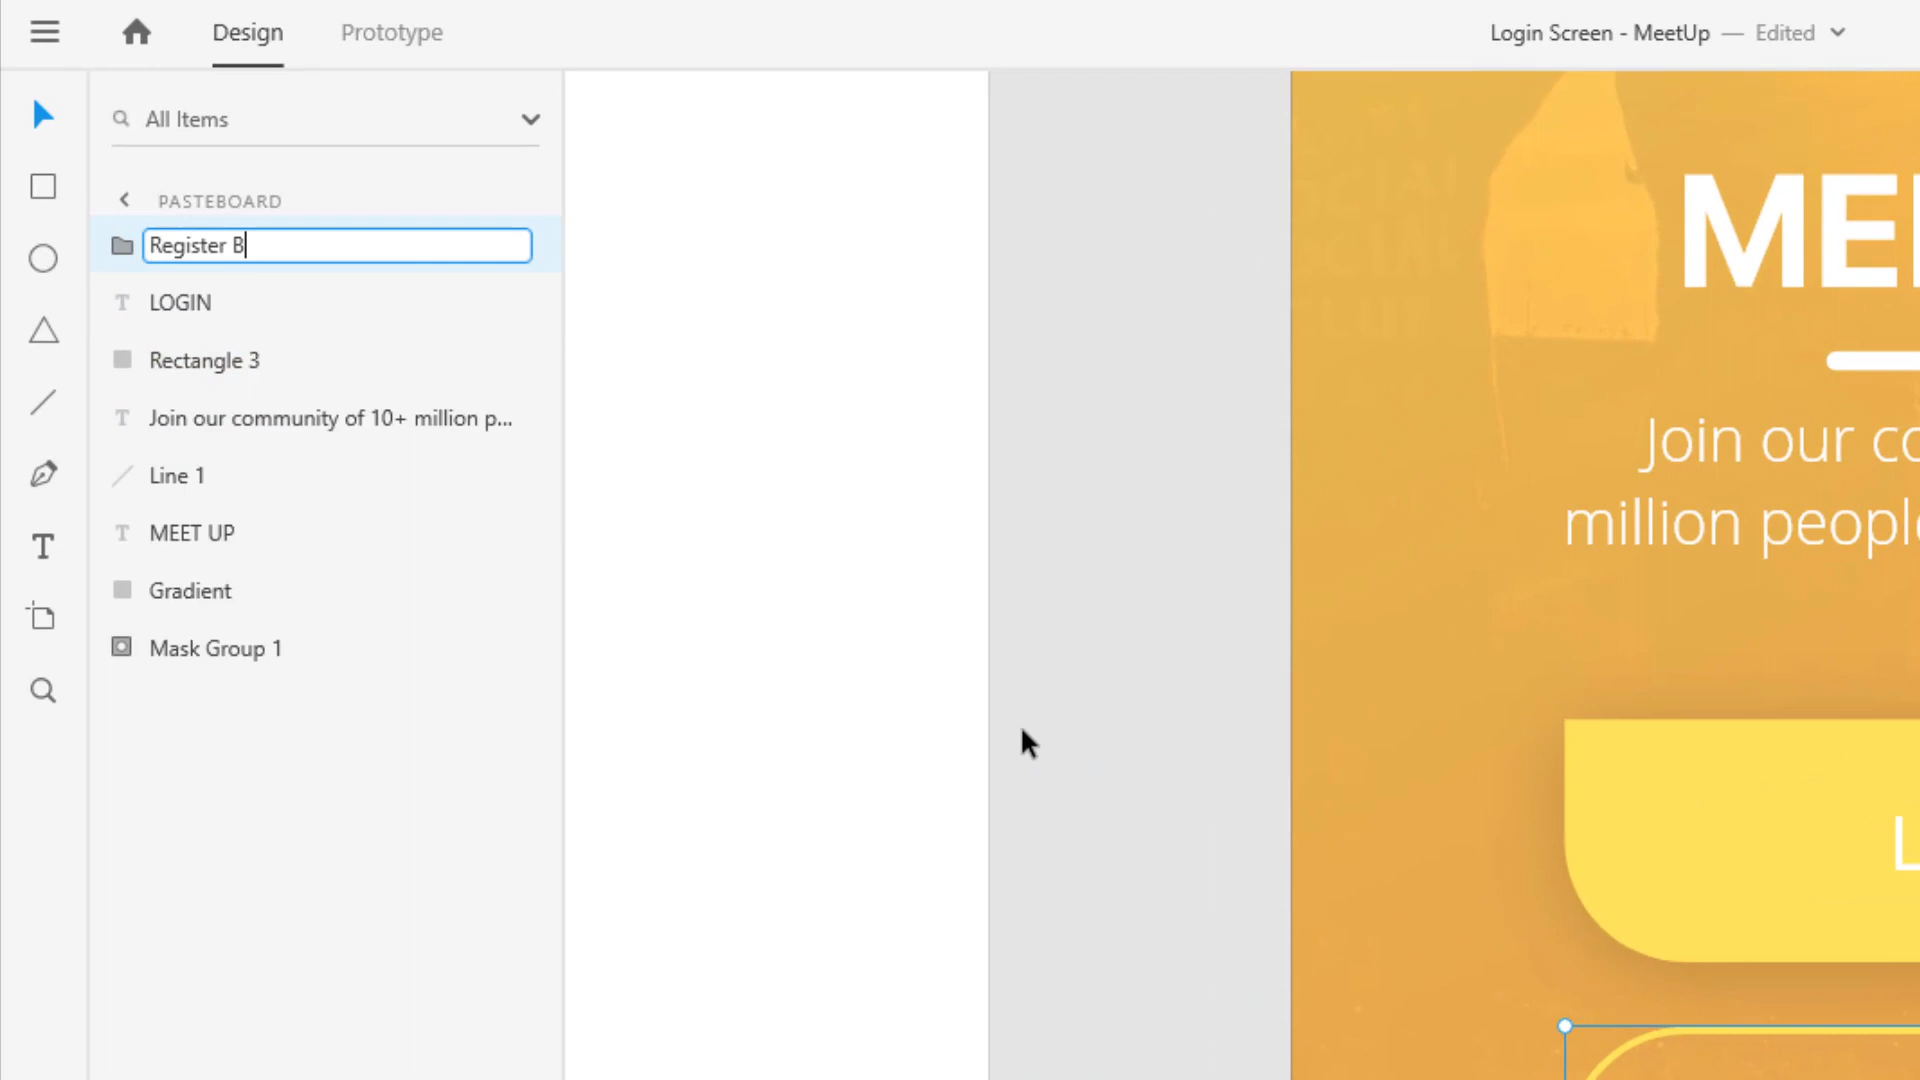 Design
Prototype
Login Screen - MeetUp — Edited
All Items
PASTEBOARD
Register B
LOGIN
Rectangle 3
Join our community of 10+ million p...
Line 1
MEET UP
Gradient
Mask Group 1
ME
Join our co
million peopl
L